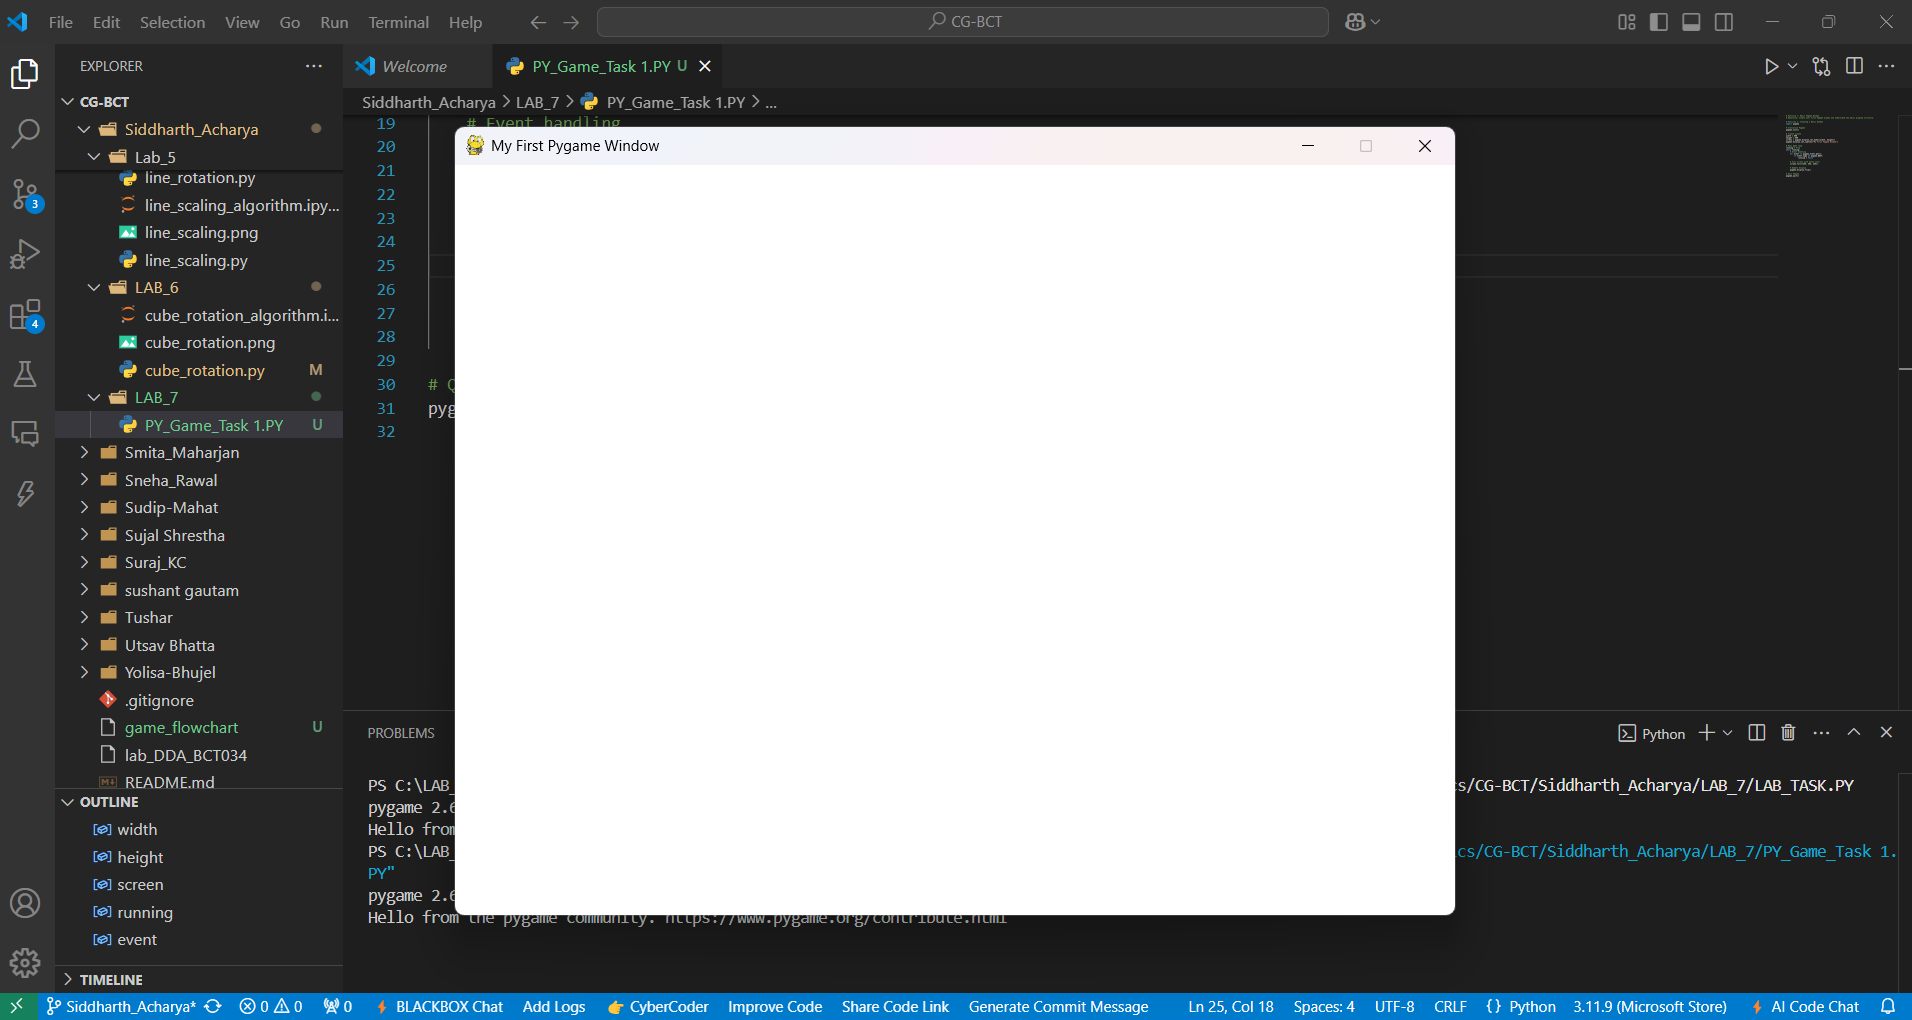 File Edit Selection View Go Run Terminal Help
CG-BCT
EXPLORER
Welcome
PY_Game_Task 1.PY U
Siddharth_Acharya > LAB_7 > PY_Game_Task 1.PY > ...
CG-BCT
Siddharth_Acharya
Lab_5
line_rotation.py
line_scaling_algorithm.ipy...
line_scaling.png
line_scaling.py
LAB_6
cube_rotation_algorithm.i...
cube_rotation.png
cube_rotation.py M
LAB_7
PY_Game_Task 1.PY U
Smita_Maharjan
Sneha_Rawal
Sudip-Mahat
Sujal Shrestha
Suraj_KC
sushant gautam
Tushar
Utsav Bhatta
Yolisa-Bhujel
.gitignore
game_flowchart U
lab_DDA_BCT034
README.md
OUTLINE
width
height
screen
running
event
TIMELINE
3
4
19 # Event handling
20
21
22
23
24
25
26
27
28
29
30 # Q
31 pyg
32
My First Pygame Window
PROBLEMS
Python
PS C:\LAB_ s/CG-BCT/Siddharth_Acharya/LAB_7/LAB_TASK.PY
pygame 2.6
Hello from
PS C:\LAB_ cs/CG-BCT/Siddharth_Acharya/LAB_7/PY_Game_Task 1.
PY"
pygame 2.6
Hello from the pygame community. https://www.pygame.org/contribute.html
Siddharth_Acharya* 0 0 0 BLACKBOX Chat Add Logs CyberCoder Improve Code Share Code Link Generate Commit Message Ln 25, Col 18 Spaces: 4 UTF-8 CRLF {} Python 3.11.9 (Microsoft Store) AI Code Chat